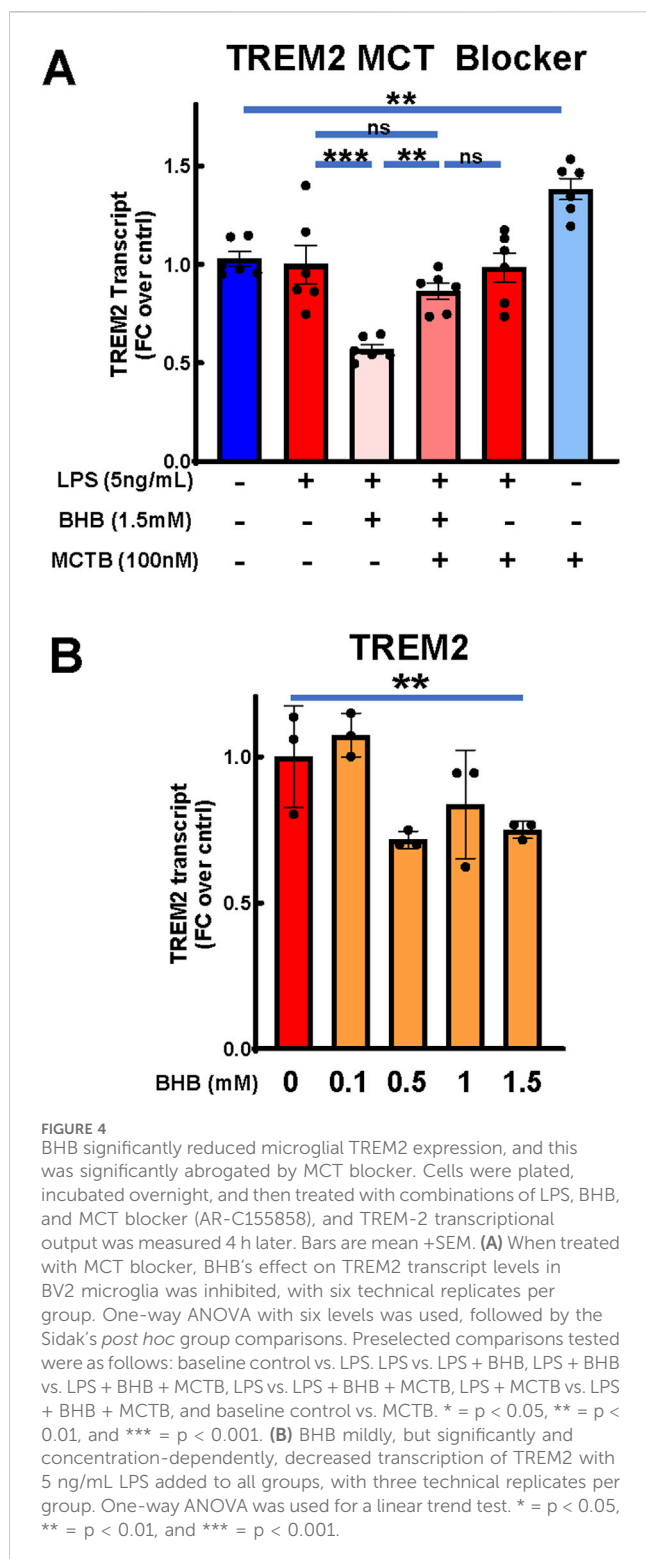 A
TREM2 MCT Blocker
**
ns
*** ** ns
TREM2 Transcript
(FC over cntrl)
1.5
1.0
0.5
0.0
LPS (5ng/mL) - + + + + -
BHB (1.5mM) - - + + - -
MCTB (100nM) - - - + + +
B
TREM2
**
TREM2 transcript
(FC over cntrl)
1.0
0.5
0.0
BHB (mM) 0 0.1 0.5 1 1.5
FIGURE 4
BHB significantly reduced microglial TREM2 expression, and this
was significantly abrogated by MCT blocker. Cells were plated,
incubated overnight, and then treated with combinations of LPS, BHB,
and MCT blocker (AR-C155858), and TREM-2 transcriptional
output was measured 4 h later. Bars are mean +SEM. (A) When treated
with MCT blocker, BHB's effect on TREM2 transcript levels in
BV2 microglia was inhibited, with six technical replicates per
group. One-way ANOVA with six levels was used, followed by the
Sidak's post hoc group comparisons. Preselected comparisons tested
were as follows: baseline control vs. LPS. LPS vs. LPS + BHB, LPS + BHB
vs. LPS + BHB + MCTB, LPS vs. LPS + BHB + MCTB, LPS + MCTB vs. LPS
+ BHB + MCTB, and baseline control vs. MCTB. * = p < 0.05, ** = p <
0.01, and *** = p < 0.001. (B) BHB mildly, but significantly and
concentration-dependently, decreased transcription of TREM2 with
5 ng/mL LPS added to all groups, with three technical replicates per
group. One-way ANOVA was used for a linear trend test. * = p < 0.05,
** = p < 0.01, and *** = p < 0.001.